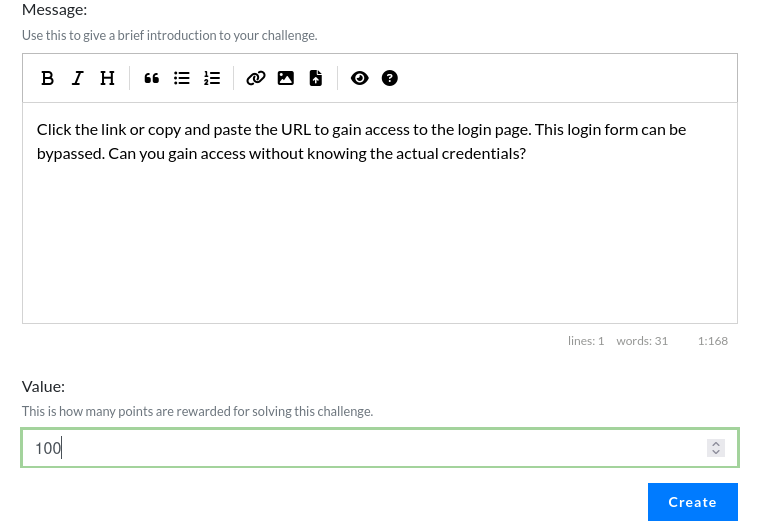 Message:
Use this to give a brief introduction to your challenge.
B I H
Click the link or copy and paste the URL to gain access to the login page. This login form can be
bypassed. Can you gain access without knowing the actual credentials?
lines: 1 words: 31 1:168
Value:
This is how many points are rewarded for solving this challenge.
100
Create